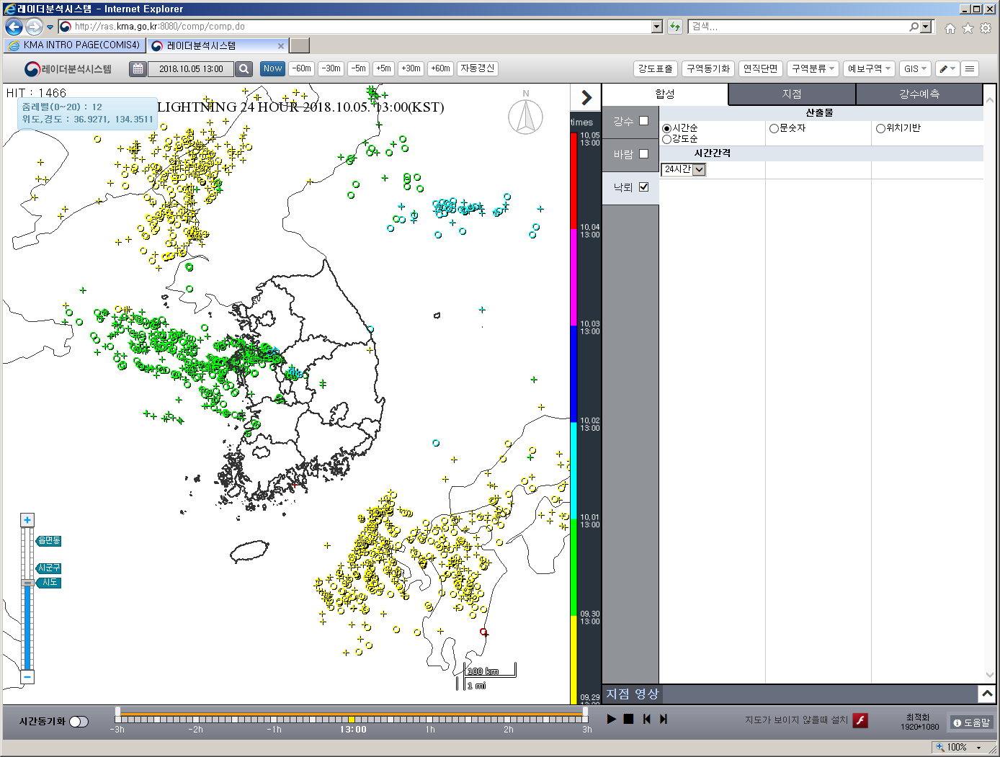 레이더분석시스템 - Internet Explorer
http://ras.kma.go.kr:8080/comp/comp.do
검색...
KMA INTRO PAGE(COMIS4)
레이더분석시스템
레이더분석시스템
2018.10.05 13:00
Now
-60m
-30m
-5m
+5m
+30m
+60m
자동갱신
강도표출
구역동기화
연직단면
구역분류
예보구역
GIS
HIT : 1466
LIGHTNING 24 HOUR 2018.10.05. 13:00(KST)
줌레벨(0~20) : 12
위도,경도 : 36.9271, 134.3511
N
times
10.05
13:00
10.04
13:00
10.03
13:00
10.02
13:00
10.01
13:00
09.30
13:00
09.29
13:00
합성
지점
강수예측
강수
바람
낙뢰
산출물
시간순
강도순
문숫자
위치기반
시간간격
24시간
읍면동
시군구
시도
100 km
1 mi
지점 영상
시간동기화
-3h
-2h
-1h
13:00
1h
2h
3h
지도가 보이지 않을때 설치
최적화
1920*1080
도움말
100%